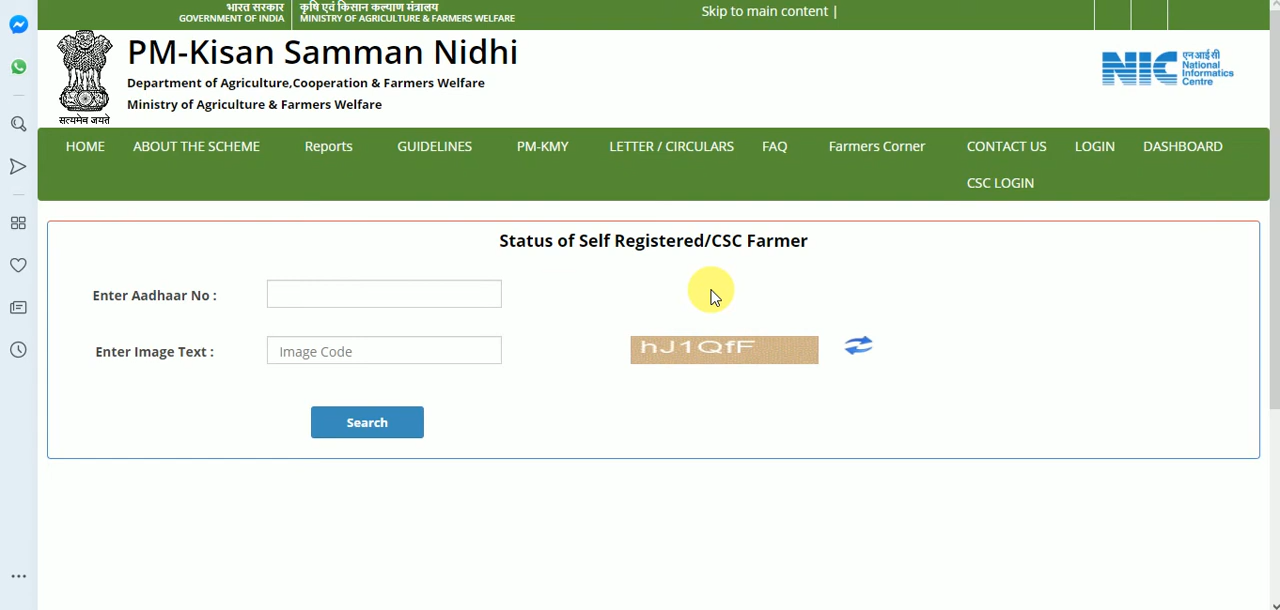 भारत सरकार
GOVERNMENT OF INDIA
कृषि एवं किसान कल्याण मंत्रालय
MINISTRY OF AGRICULTURE & FARMERS WELFARE
Skip to main content |
सत्यमेव जयते
PM-Kisan Samman Nidhi
Department of Agriculture,Cooperation & Farmers Welfare
Ministry of Agriculture & Farmers Welfare
NIC
एनआईसी
National
Informatics
Centre
HOME ABOUT THE SCHEME Reports GUIDELINES PM-KMY LETTER / CIRCULARS FAQ Farmers Corner CONTACT US LOGIN DASHBOARD
CSC LOGIN
Status of Self Registered/CSC Farmer
Enter Aadhaar No :
Enter Image Text : Image Code hJ1QfF
Search